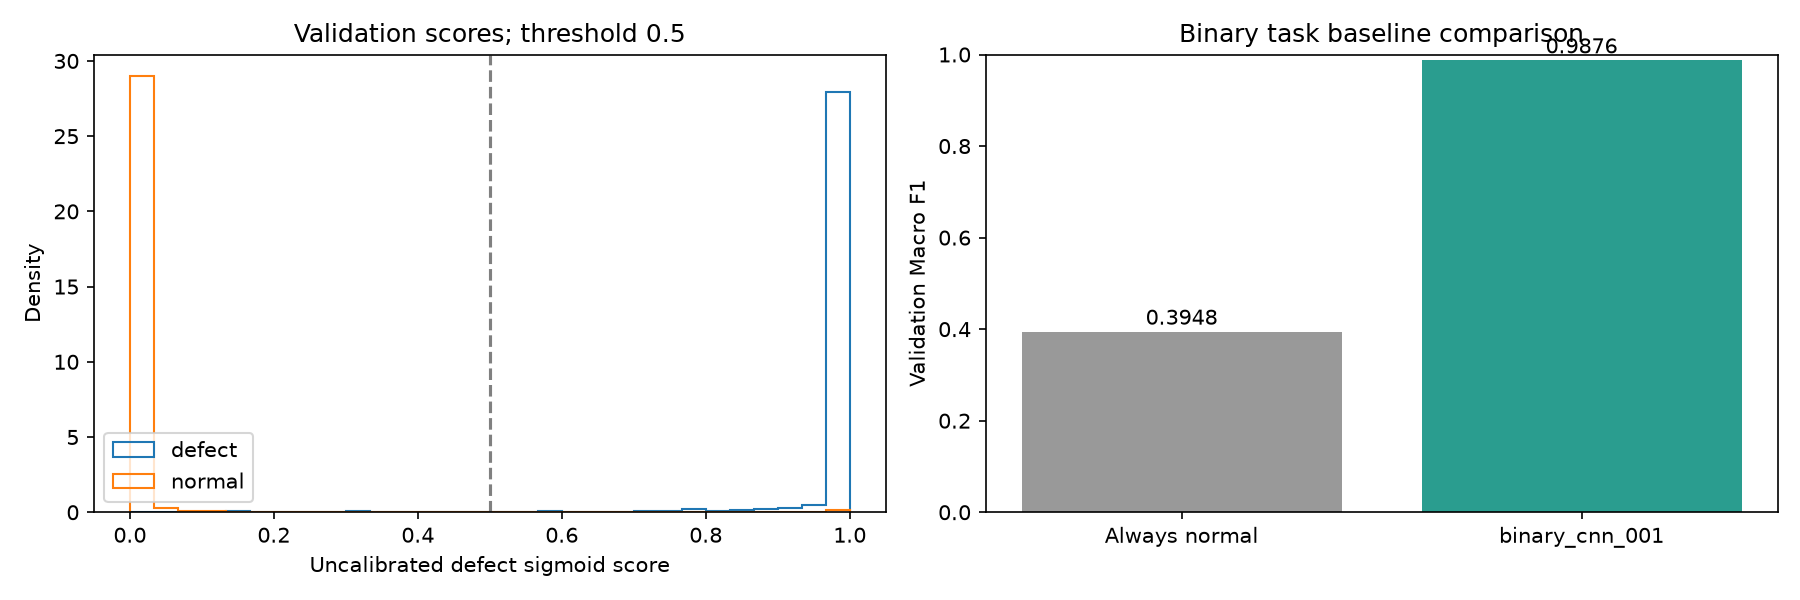 Validation scores; threshold 0.5
30
25
20
15
10
5
0
Density
defect
normal
0.0 0.2 0.4 0.6 0.8 1.0
Uncalibrated defect sigmoid score
Binary task baseline comparison
0.9876
1.0
0.8
0.6
0.4
0.2
0.0
Validation Macro F1
0.3948
Always normal binary_cnn_001